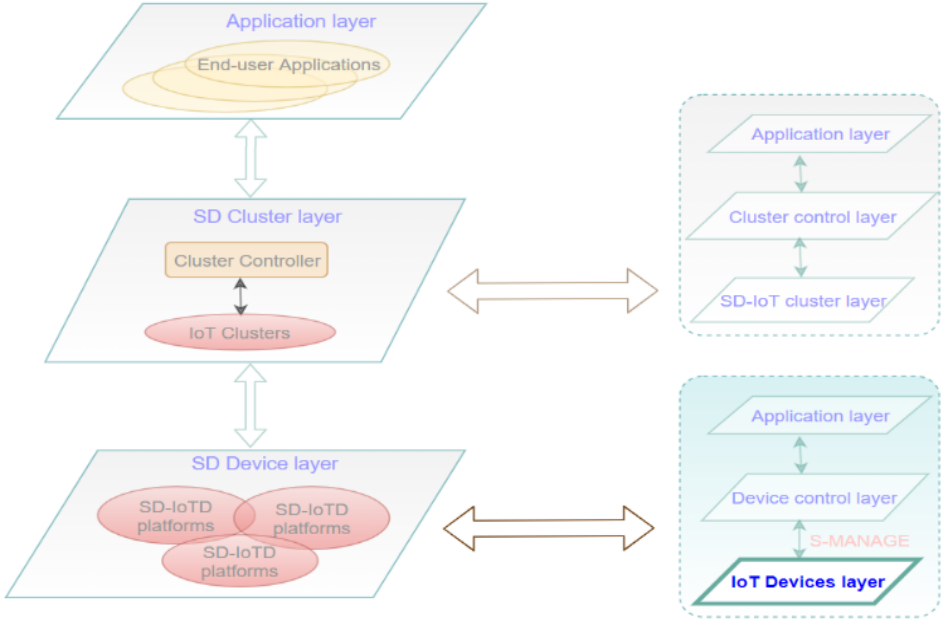 Application layer
End-user Applications
SD Cluster layer
Cluster Controller
IoT Clusters
SD Device layer
SD-IoTD
platforms
SD-IoTD
platforms
SD-IoTD
platforms
Application layer
Cluster control layer
SD-IoT cluster layer
Application layer
Device control layer
S-MANAGE
IoT Devices layer